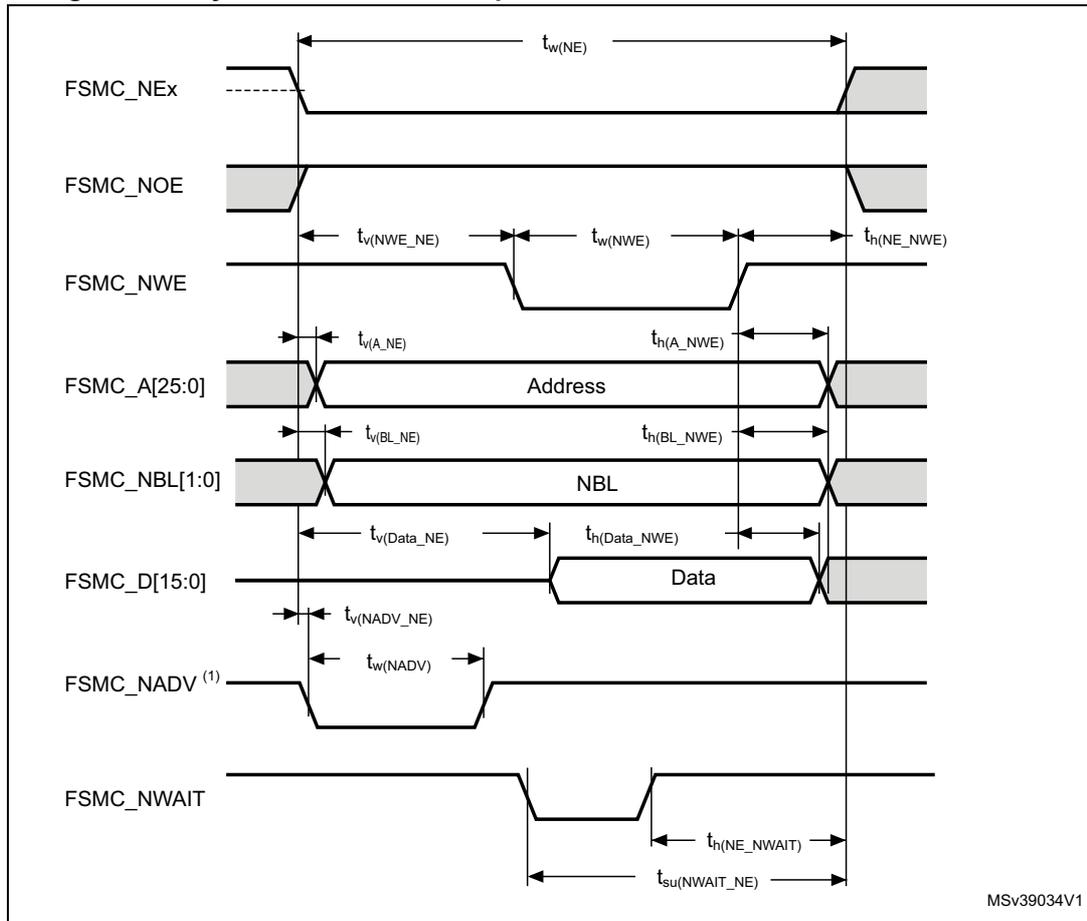 tw(NE)
FSMC_NEx
FSMC_NOE
tv(NWE_NE) tw(NWE) th(NE_NWE)
FSMC_NWE
tv(A_NE) th(A_NWE)
FSMC_A[25:0] Address
tv(BL_NE) th(BL_NWE)
FSMC_NBL[1:0] NBL
tv(Data_NE) th(Data_NWE)
FSMC_D[15:0] Data
tv(NADV_NE)
tw(NADV)
FSMC_NADV (1)
FSMC_NWAIT
th(NE_NWAIT)
tsu(NWAIT_NE)
MSv39034V1